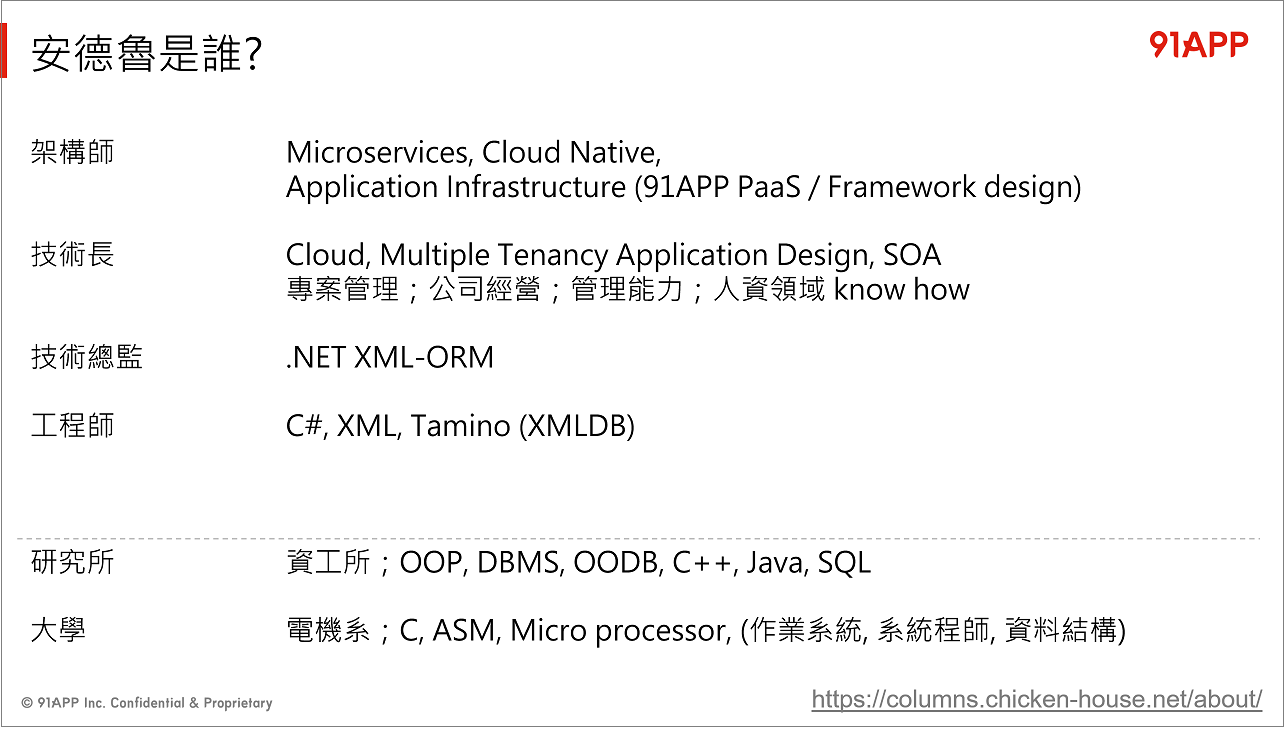 安德魯是誰?
91APP
架構師
Microservices, Cloud Native,
Application Infrastructure (91APP PaaS / Framework design)
技術長
Cloud, Multiple Tenancy Application Design, SOA
專案管理；公司經營；管理能力；人資領域 know how
技術總監
.NET XML-ORM
工程師
C#, XML, Tamino (XMLDB)
研究所
資工所；OOP, DBMS, OODB, C++, Java, SQL
大學
電機系；C, ASM, Micro processor, (作業系統, 系統程師, 資料結構)
© 91APP Inc. Confidential & Proprietary
https://columns.chicken-house.net/about/